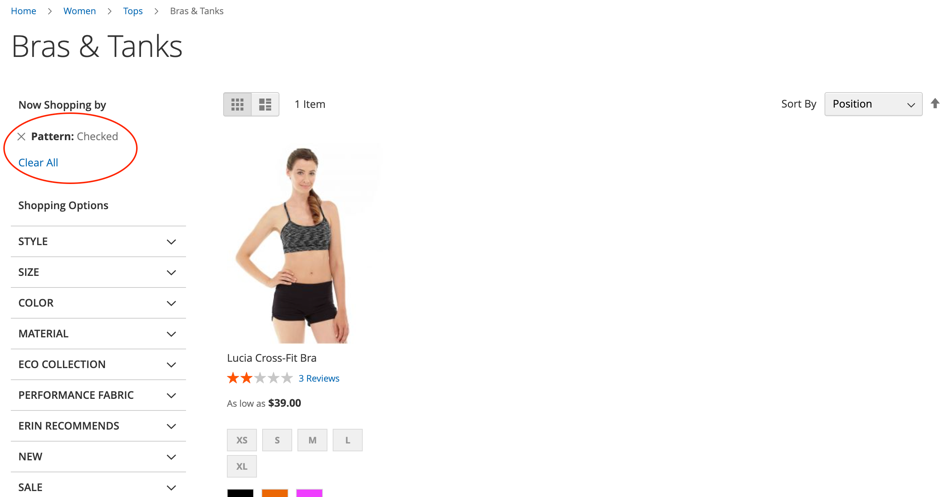 Home > Women > Tops > Bras & Tanks
Bras & Tanks
Now Shopping by
Pattern: Checked
Clear All
Shopping Options
STYLE
SIZE
COLOR
MATERIAL
ECO COLLECTION
PERFORMANCE FABRIC
ERIN RECOMMENDS
NEW
SALE
1 Item
Sort By Position
Lucia Cross-Fit Bra
3 Reviews
As low as $39.00
XS S M L
XL